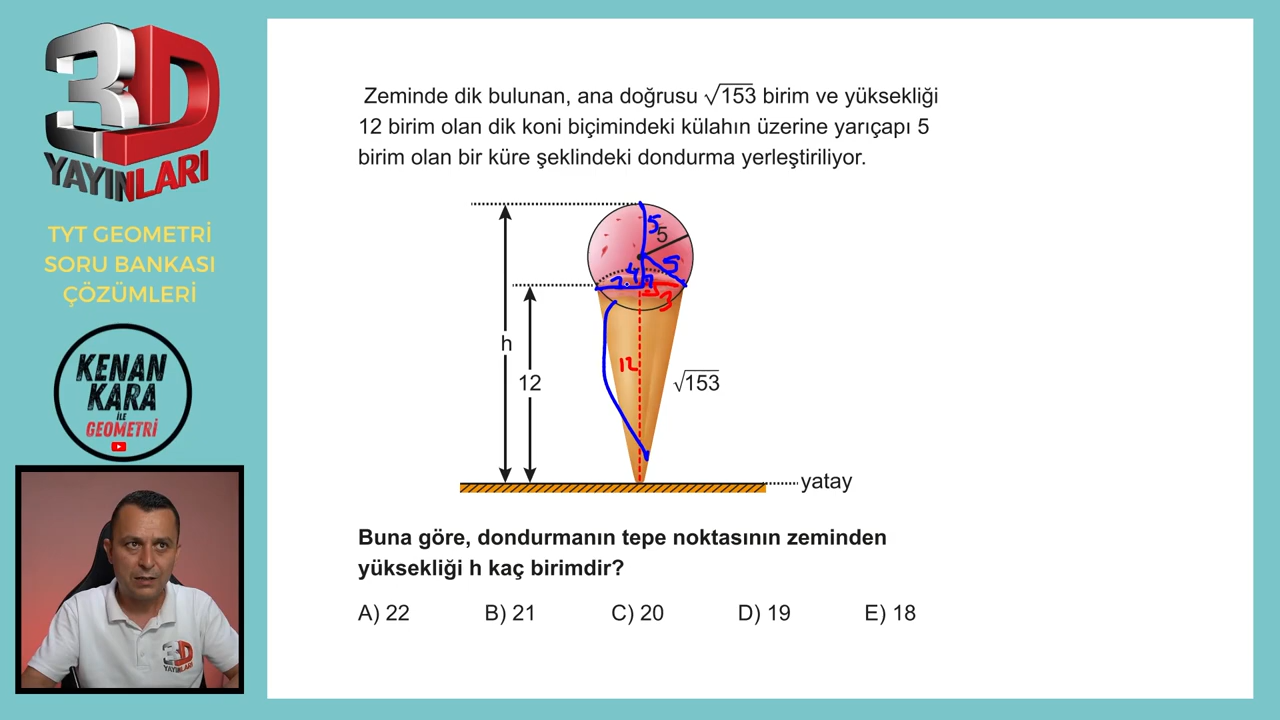 3D
YAYINLARI
TYT GEOMETRİ
SORU BANKASI
ÇÖZÜMLERİ
KENAN
KARA
İLE
GEOMETRİ
3D
YAYINLARI
Zeminde dik bulunan, ana doğrusu √153 birim ve yüksekliği
12 birim olan dik koni biçimindeki külahın üzerine yarıçapı 5
birim olan bir küre şeklindeki dondurma yerleştiriliyor.
5
5
5
4
3
3
h
12
12
√153
yatay
Buna göre, dondurmanın tepe noktasının zeminden
yüksekliği h kaç birimdir?
A) 22 B) 21 C) 20 D) 19 E) 18